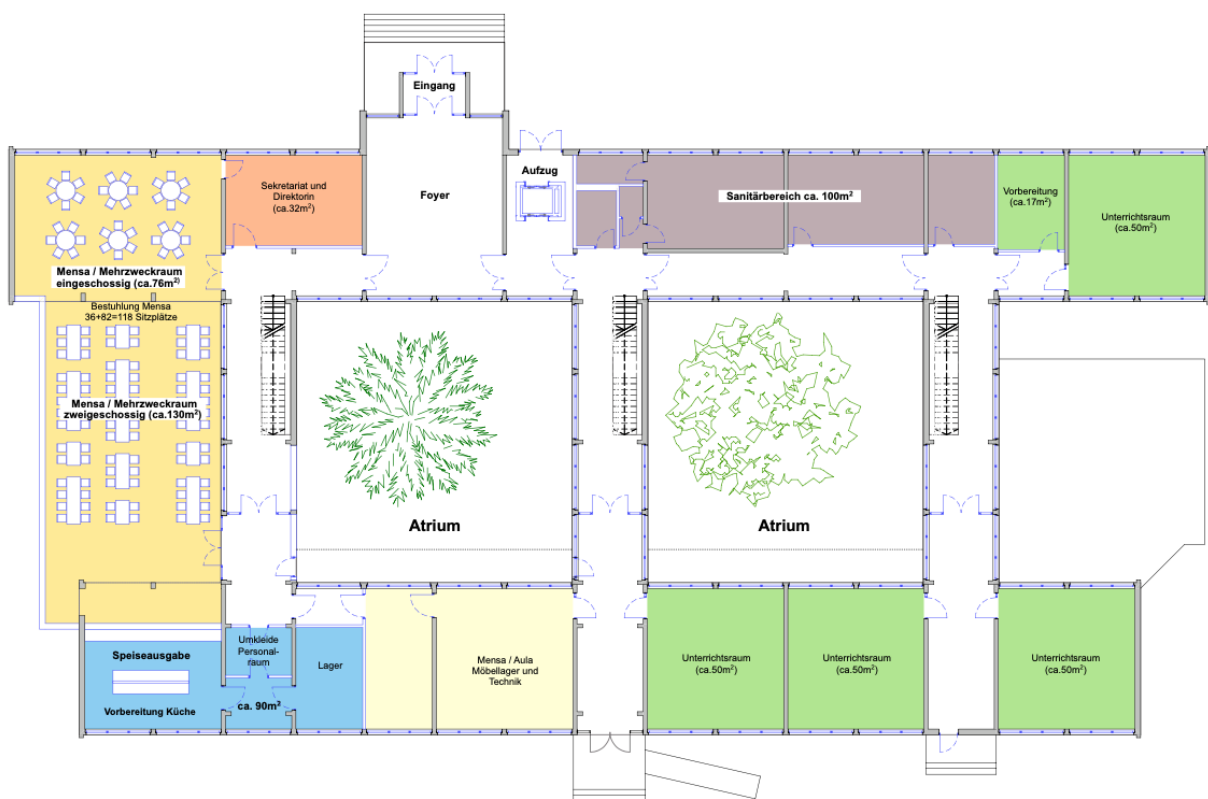 Eingang
Aufzug
Foyer
Sekretariat und
Direktorin
(ca.32m²)
Sanitärbereich ca. 100m²
Vorbereitung
(ca.17m²)
Unterrichtsraum
(ca.50m²)
Mensa / Mehrzweckraum
eingeschossig (ca.76m²)
Bestuhlung Mensa
36+82=118 Sitzplätze
Mensa / Mehrzweckraum
zweigeschossig (ca.130m²)
Atrium
Atrium
Speiseausgabe
Vorbereitung Küche
Umkleide
Personal-
raum
ca. 90m²
Lager
Mensa / Aula
Möbellager und
Technik
Unterrichtsraum
(ca.50m²)
Unterrichtsraum
(ca.50m²)
Unterrichtsraum
(ca.50m²)